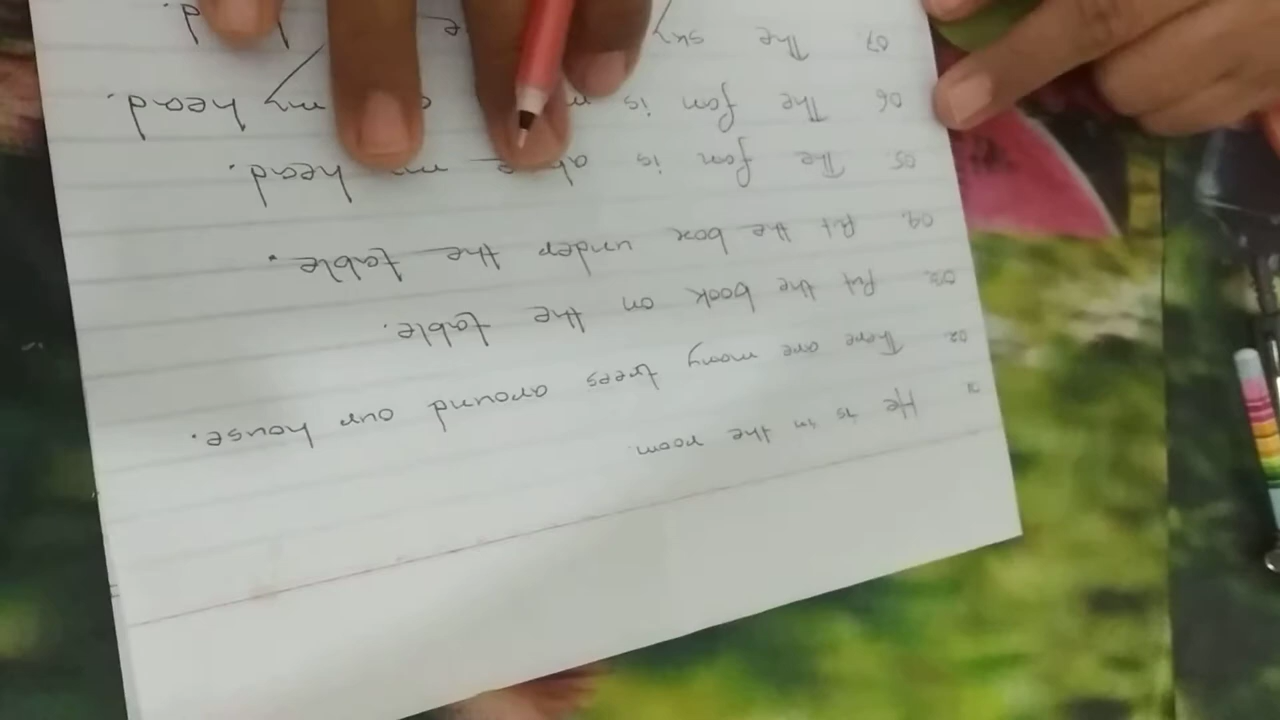 01. He is in the room.
02. There are many trees around our house.
03. Put the book on the table.
04. Put the box under the table.
05. The fan is head.
06 The fan is my head.
07. The sky